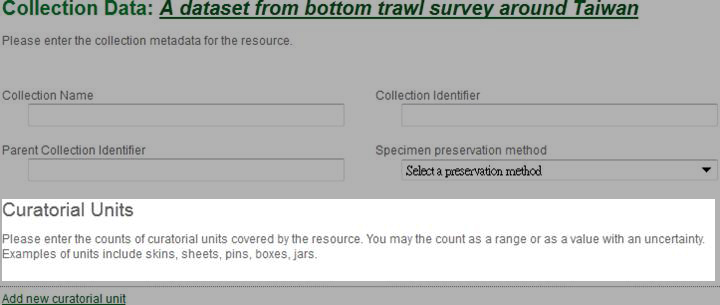 Collection Data: A dataset from bottom trawl survey around Taiwan
Please enter the collection metadata for the resource.
Collection Name
Collection Identifier
Parent Collection Identifier
Specimen preservation method
Select a preservation method
Curatorial Units
Please enter the counts of curatorial units covered by the resource. You may the count as a range or as a value with an uncertainty.
Examples of units include skins, sheets, pins, boxes, jars.
Add new curatorial unit